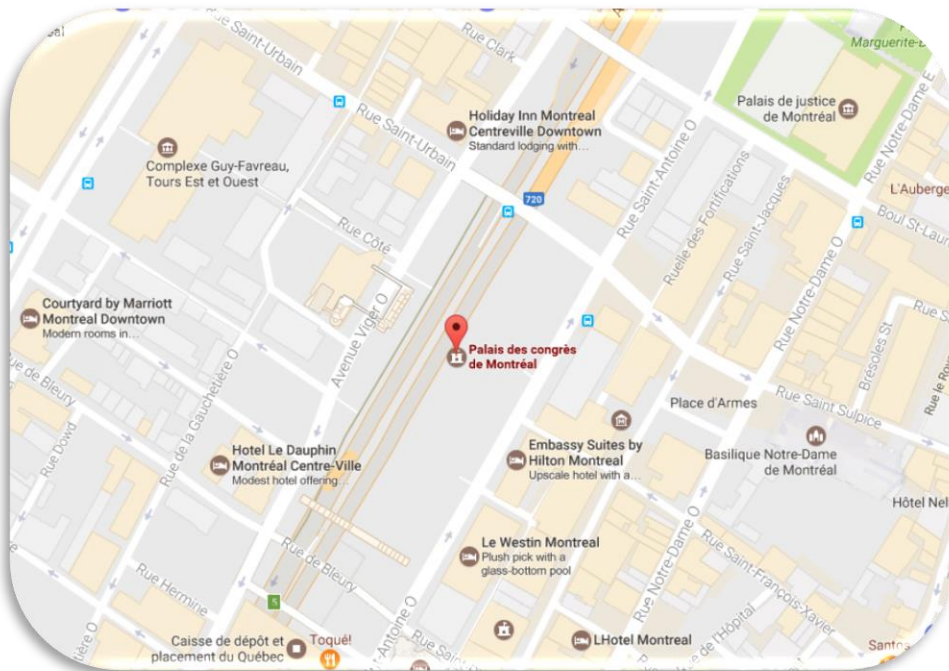 Rue Saint-Urbain
Rue Clark
Marguerite-
Palais de justice
de Montréal
Rue Notre-Dame E
Holiday Inn Montreal
Centreville Downtown
Standard lodging with…
Rue Saint-Urbain
Rue Saint-Antoine O
Complexe Guy-Favreau,
Tours Est et Ouest
720
Ruelle des Fortifications
Rue Saint-Jacques
L'Auberge
Boul St-Lau
Rue Côté
Rue Notre-Dame O
Courtyard by Marriott
Montreal Downtown
Modern rooms in…
Avenue Viger O
Rue S
Brésoles St
Palais des congrès
de Montréal
Rue de Bleury
Rue de la Gauchetière O
Rue le Ro
Place d'Armes
Rue Saint Sulpice
Rue Dowd
Hotel Le Dauphin
Montréal Centre-Ville
Modest hotel offering…
Embassy Suites by
Hilton Montreal
Upscale hotel with a…
Basilique Notre-Dame
de Montréal
Hôtel Nel
Le Westin Montreal
Plush pick with a
glass-bottom pool
Rue de Bleury
Rue Notre-Dame O
Rue Saint-François-Xavier
Rue Hermine
5
Caisse de dépôt et
placement du Québec
Toqué!
-Antoine O
LHotel Montreal
e de l'Hôpital
Santos
tière O